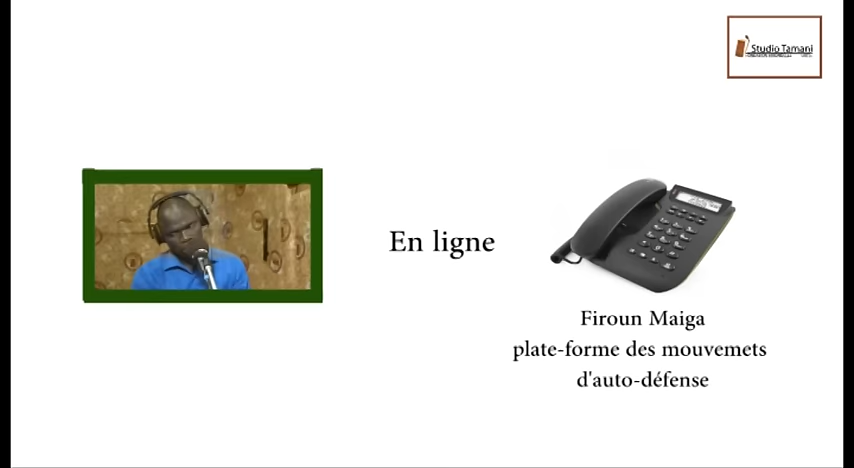 Studio Tamani
En ligne
Firoun Maiga
plate-forme des mouvemets
d'auto-défense